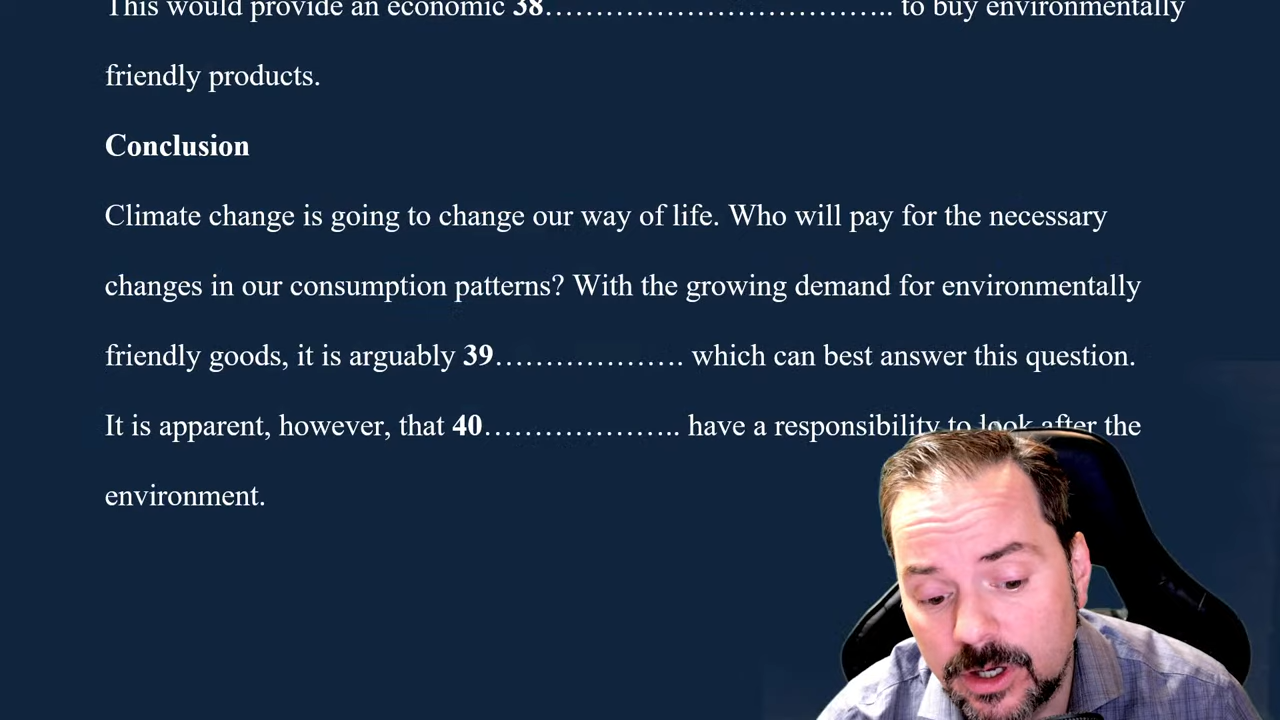 This would provide an economic 38……………………………….. to buy environmentally
friendly products.
Conclusion
Climate change is going to change our way of life. Who will pay for the necessary
changes in our consumption patterns? With the growing demand for environmentally
friendly goods, it is arguably 39………………. which can best answer this question.
It is apparent, however, that 40……………….. have a responsibility to look after the
environment.